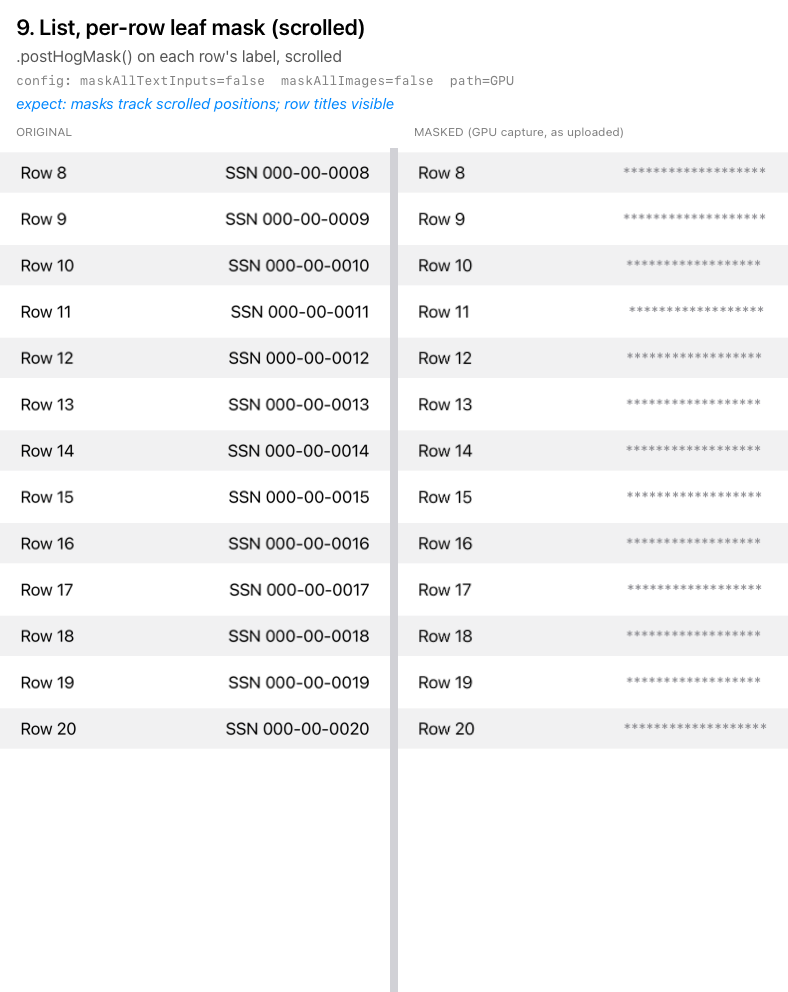 9. List, per-row leaf mask (scrolled)
.postHogMask() on each row's label, scrolled
config: maskAllTextInputs=false  maskAllImages=false  path=GPU
expect: masks track scrolled positions; row titles visible
ORIGINAL
MASKED (GPU capture, as uploaded)
Row 8 SSN 000-00-0008 Row 8 *******************
Row 9 SSN 000-00-0009 Row 9 *******************
Row 10 SSN 000-00-0010 Row 10 ******************
Row 11 SSN 000-00-0011 Row 11 ******************
Row 12 SSN 000-00-0012 Row 12 ******************
Row 13 SSN 000-00-0013 Row 13 ******************
Row 14 SSN 000-00-0014 Row 14 ******************
Row 15 SSN 000-00-0015 Row 15 ******************
Row 16 SSN 000-00-0016 Row 16 ******************
Row 17 SSN 000-00-0017 Row 17 ******************
Row 18 SSN 000-00-0018 Row 18 ******************
Row 19 SSN 000-00-0019 Row 19 ******************
Row 20 SSN 000-00-0020 Row 20 *******************